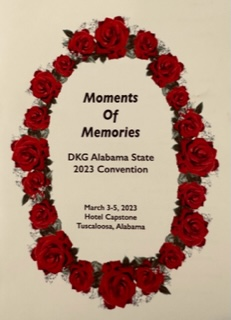 Moments
Of
Memories
DKG Alabama State
2023 Convention
March 3-5, 2023
Hotel Capstone
Tuscaloosa, Alabama